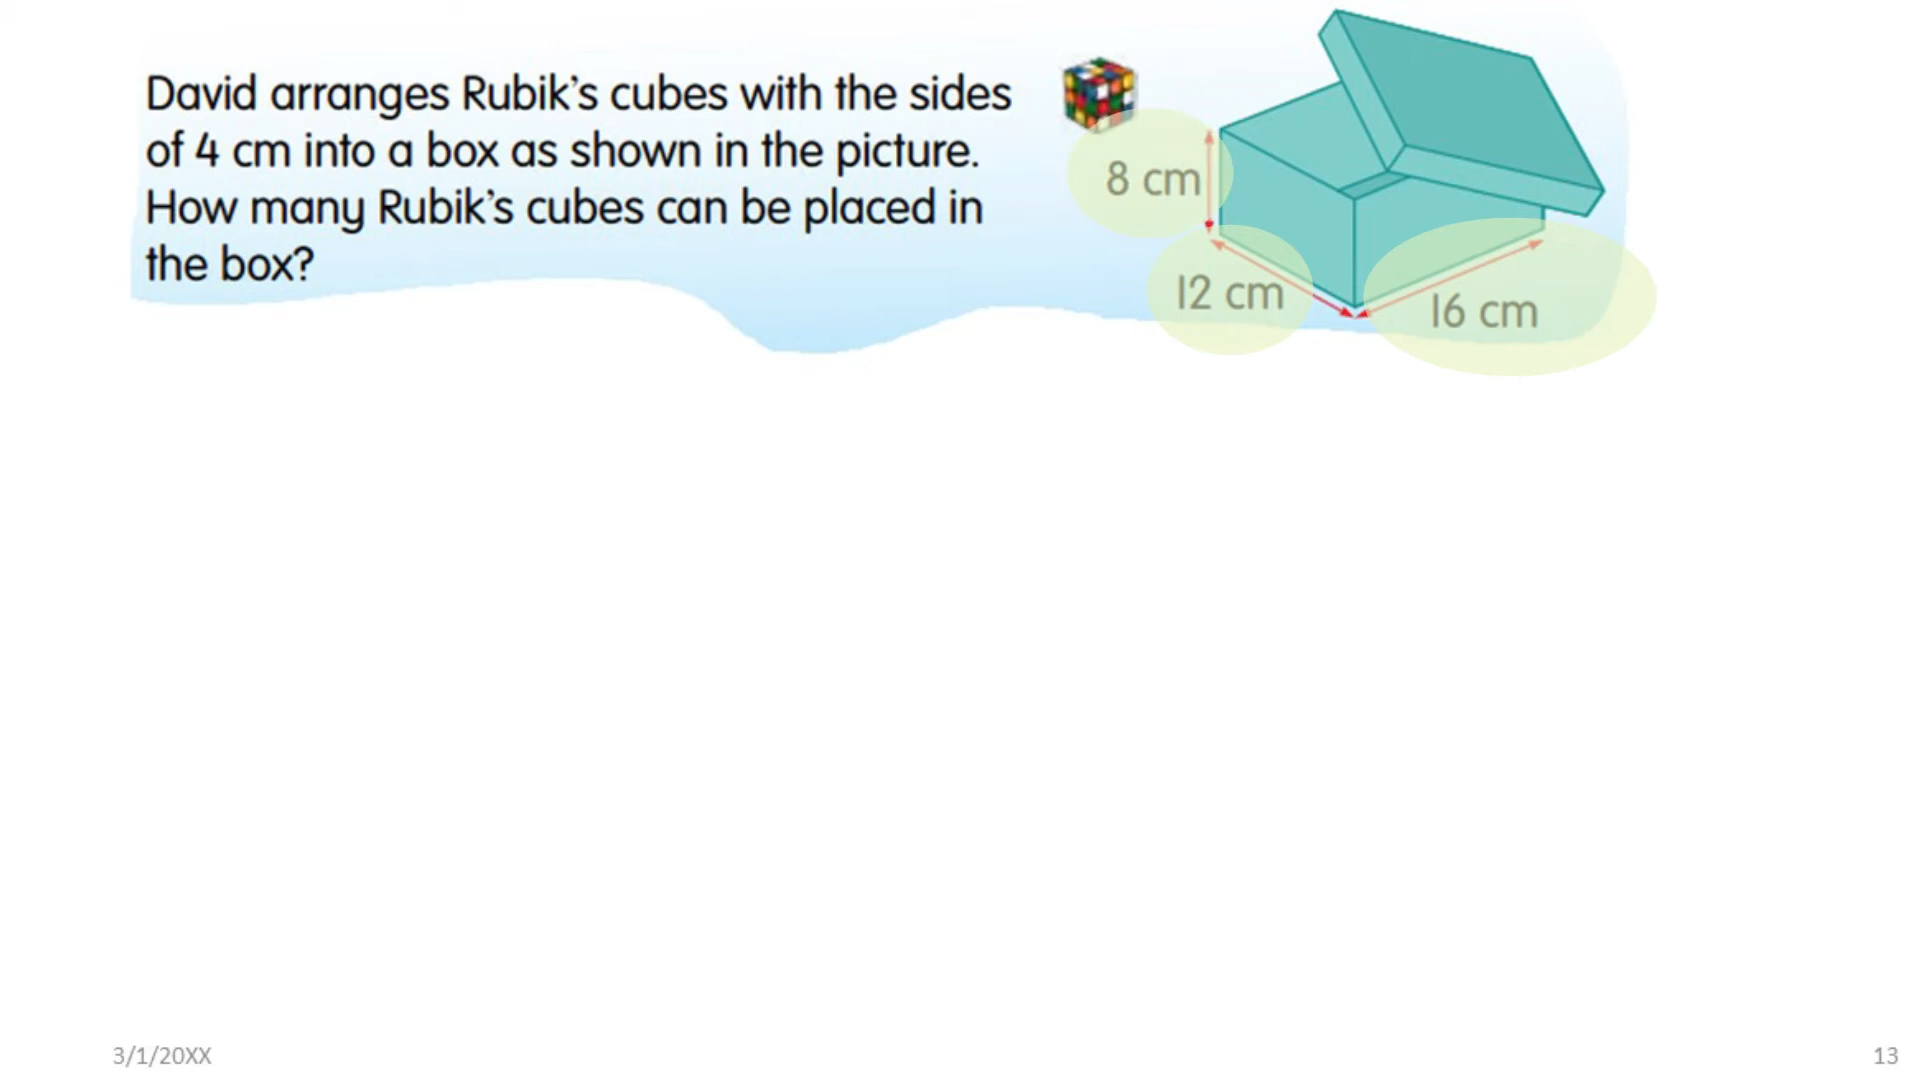 David arranges Rubik's cubes with the sides
of 4 cm into a box as shown in the picture.
How many Rubik's cubes can be placed in
the box?
8 cm
12 cm
16 cm
3/1/20XX
13